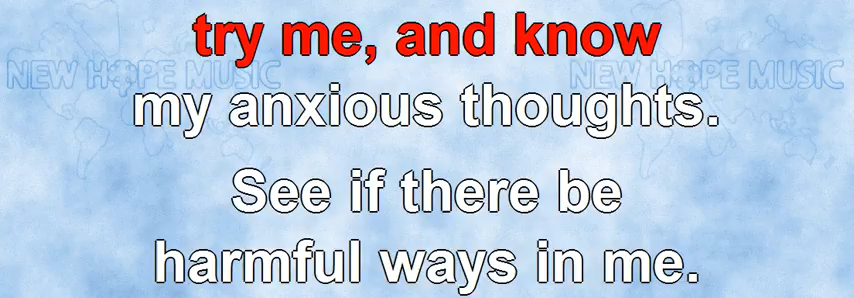 try me, and know
NEW HOPE MUSIC NEW HOPE MUSIC
my anxious thoughts.
See if there be
harmful ways in me.